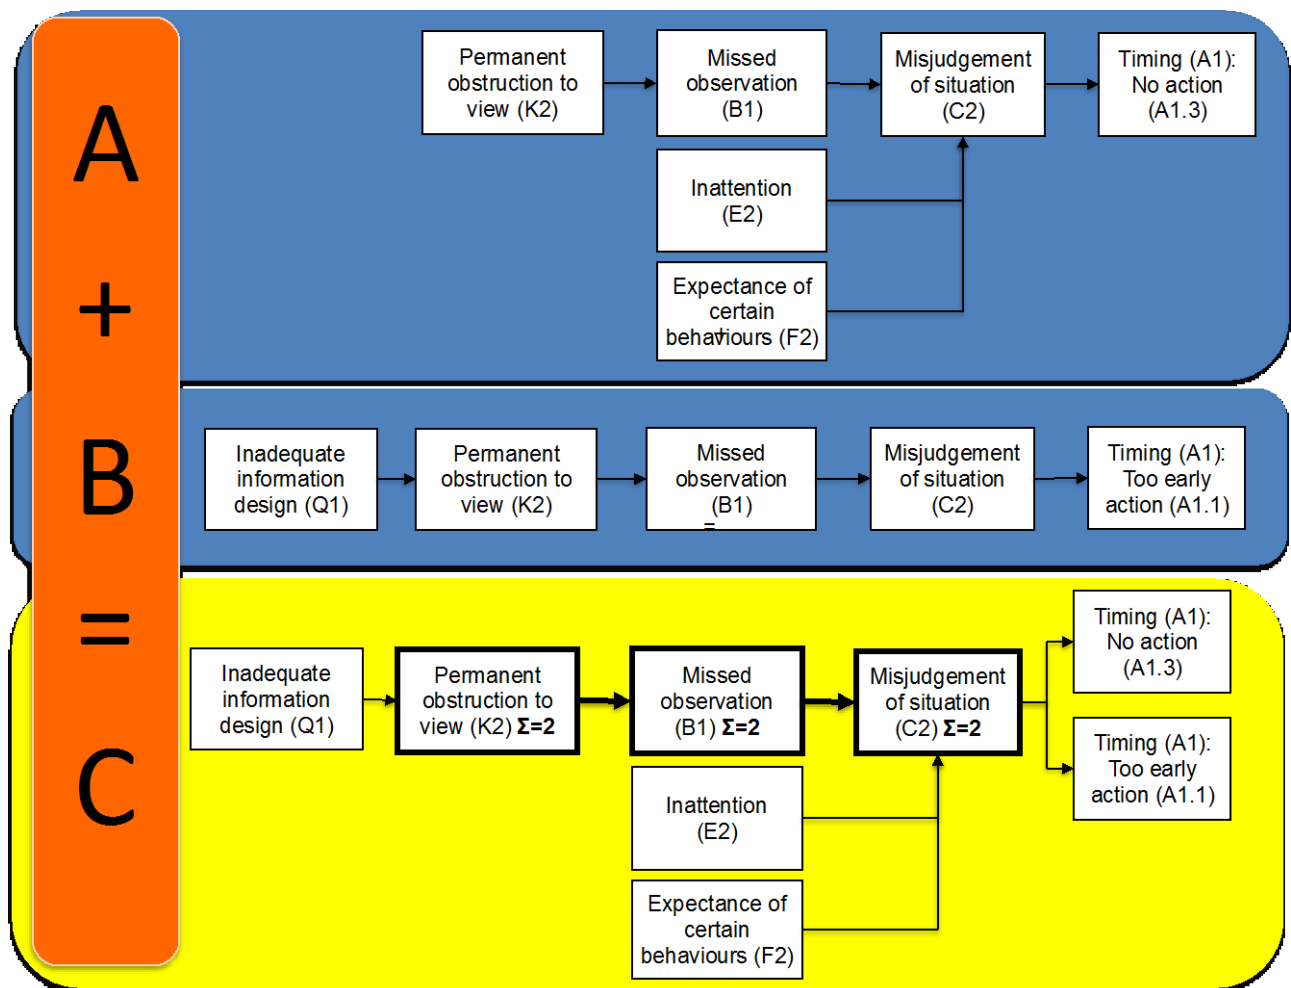 A
+
B
=
C
Permanent
obstruction to
view (K2)
Missed
observation
(B1)
Misjudgement
of situation
(C2)
Timing (A1):
No action
(A1.3)
Inattention
(E2)
Expectance of
certain
behaviours (F2)
+
Inadequate
information
design (Q1)
Permanent
obstruction to
view (K2)
Missed
observation
(B1)
=
Misjudgement
of situation
(C2)
Timing (A1):
Too early
action (A1.1)
Inadequate
information
design (Q1)
Permanent
obstruction to
view (K2) Σ=2
Missed
observation
(B1) Σ=2
Misjudgement
of situation
(C2) Σ=2
Timing (A1):
No action
(A1.3)
Timing (A1):
Too early
action (A1.1)
Inattention
(E2)
Expectance of
certain
behaviours (F2)